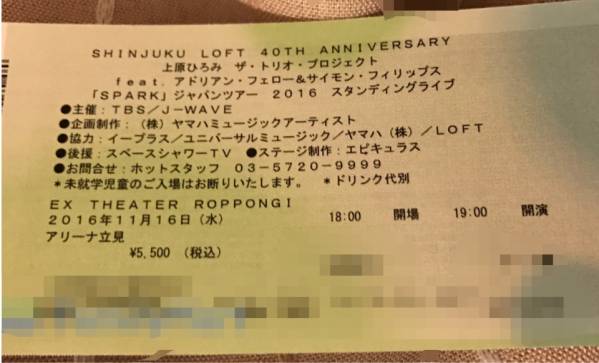 SHINJUKU LOFT 40TH ANNIVERSARY
上原ひろみ ザ・トリオ・プロジェクト
feat. アドリアン・フェロー&サイモン・フィリップス
「SPARK」ジャパンツアー 2016 スタンディングライブ
●主催:TBS/J-WAVE
●企画制作:(株)ヤマハミュージックアーティスト
●協力:イープラス/ユニバーサルミュージック/ヤマハ(株)/LOFT
●後援:スペースシャワーTV ●ステージ制作:エピキュラス
●お問合せ:ホットスタッフ 03-5720-9999
*未就学児童のご入場はお断りいたします。 *ドリンク代別
EX THEATER ROPPONGI
2016年11月16日(水) 18:00 開場 19:00 開演
アリーナ立見
¥5,500 (税込)